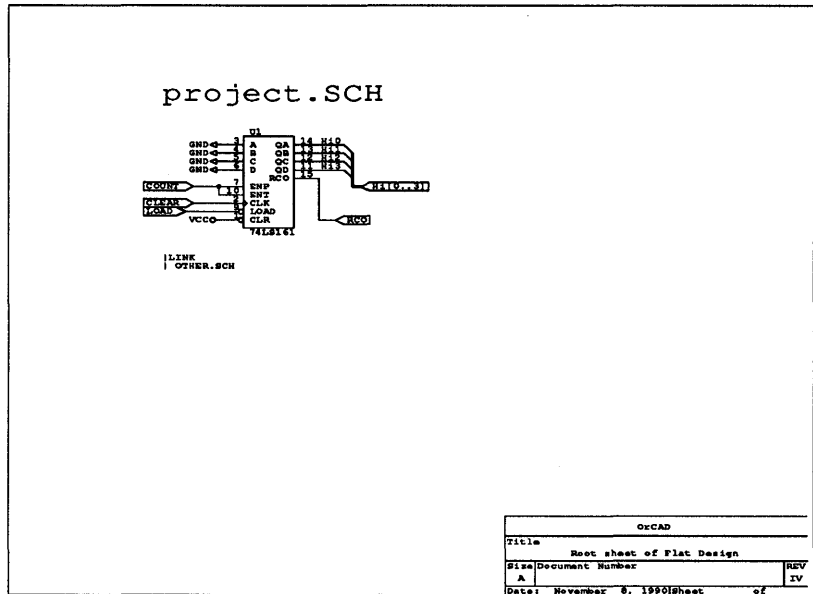 project.SCH
U1
GND 3 A QA 14 Hi0
GND 4 B QB 13 Hi1
GND 5 C QC 12 Hi2
GND 6 D QD 11 Hi3
RCO 15
COUNT 7 ENP
10 ENT
CLEAR CLK
LOAD LOAD
VCC CLR
74LS161
Hi[0..3]
RCO
|LINK
| OTHER.SCH
OrCAD
Title
Root sheet of Flat Design
Size Document Number REV
A IV
Date: November 8, 1990 Sheet of